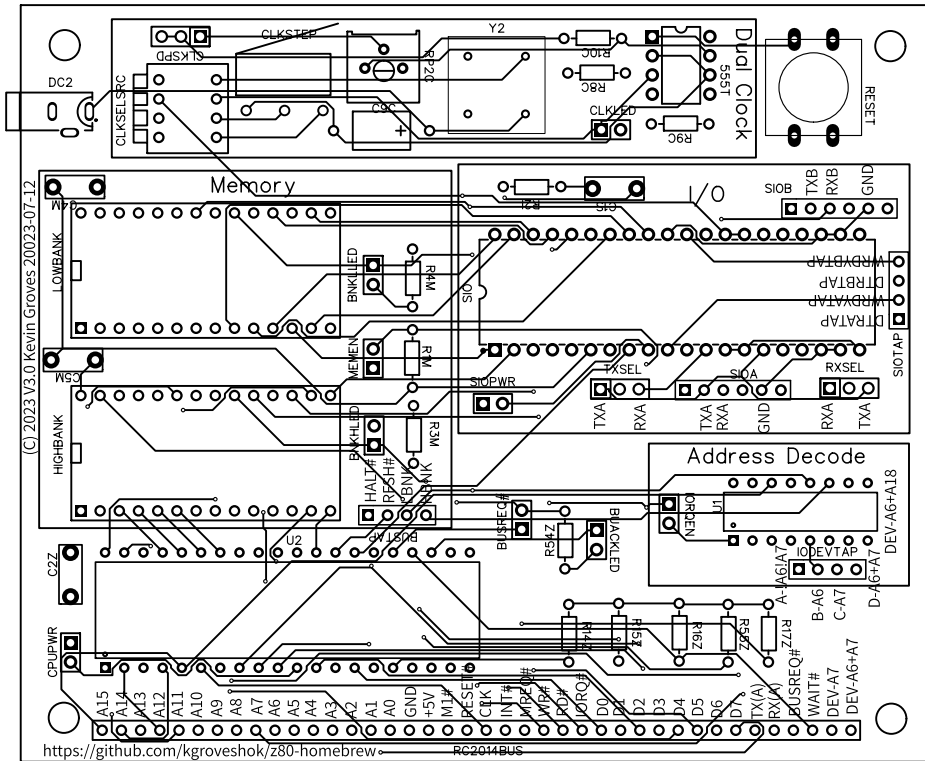 CLKSTEP
CLKSPD
CLKSELSRC
RP2C
C9C
Y2
R10C
R8C
R9C
CLKLED
555T
Dual Clock
DC2
RESET
Memory
C4M
LOWBANK
BNKLLED
R4M
MEMEN
R1M
C5M
HIGHBANK
BNKHLED
R3M
HALT#
RFSH#
BUSTAP
I/O
R21
C1S
SIOB
TXB
RXB
GND
SIO
WRDYBTAP
DTRBTAP
WRDYATAP
DTRATAP
SIOTAP
SIOPWR
TXSEL
TXA
RXA
SIOA
TXA
RXA
GND
RXSEL
RXA
TXA
Address Decode
IORQEN
U1
DEV-A6+A18
IODEVTAP
A-!A6!A7
B-A6
C-A7
D-A6+A7
BUSREQ#
R54Z
BUACKLED
U2
C2Z
CPUPWR
R14Z
R15Z
R16Z
R55Z
R17Z
A15
A14
A13
A12
A11
A10
A9
A8
A7
A6
A5
A4
A3
A2
A1
A0
GND
+5V
M1#
RESET#
CLK
INT#
MREQ#
WR#
RD#
IORQ#
D0
D1
D2
D3
D4
D5
D6
D7
TX(A)
RX(A)
BUSREQ#
WAIT#
DEV-A7
DEV-A6+A7
RC2014BUS
https://github.com/kgroveshok/z80-homebrew
(C) 2023 V3.0 Kevin Groves 20023-07-12